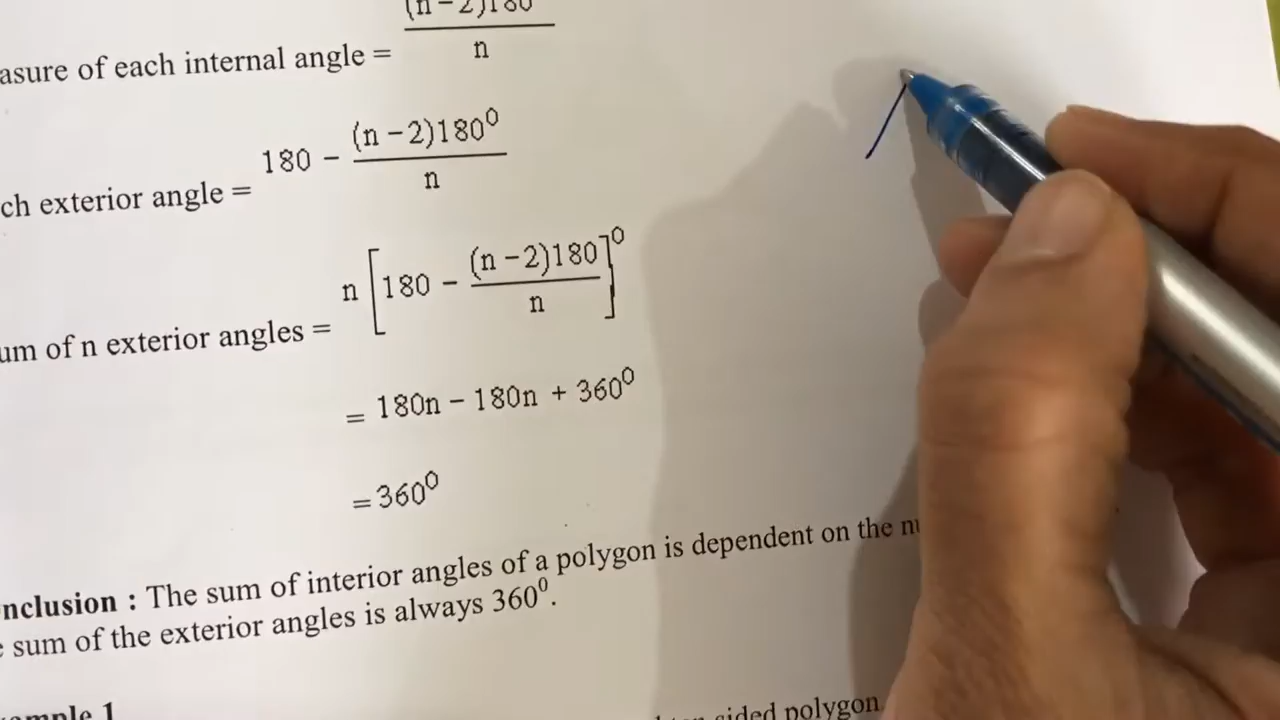 (n-2)180
asure of each internal angle = n
180 - (n-2)180⁰
ch exterior angle = n
n [180 - (n-2)180]⁰
um of n exterior angles = n
= 180n - 180n + 360⁰
= 360⁰
nclusion : The sum of interior angles of a polygon is dependent on the
sum of the exterior angles is always 360⁰.
ample 1
sided polygon